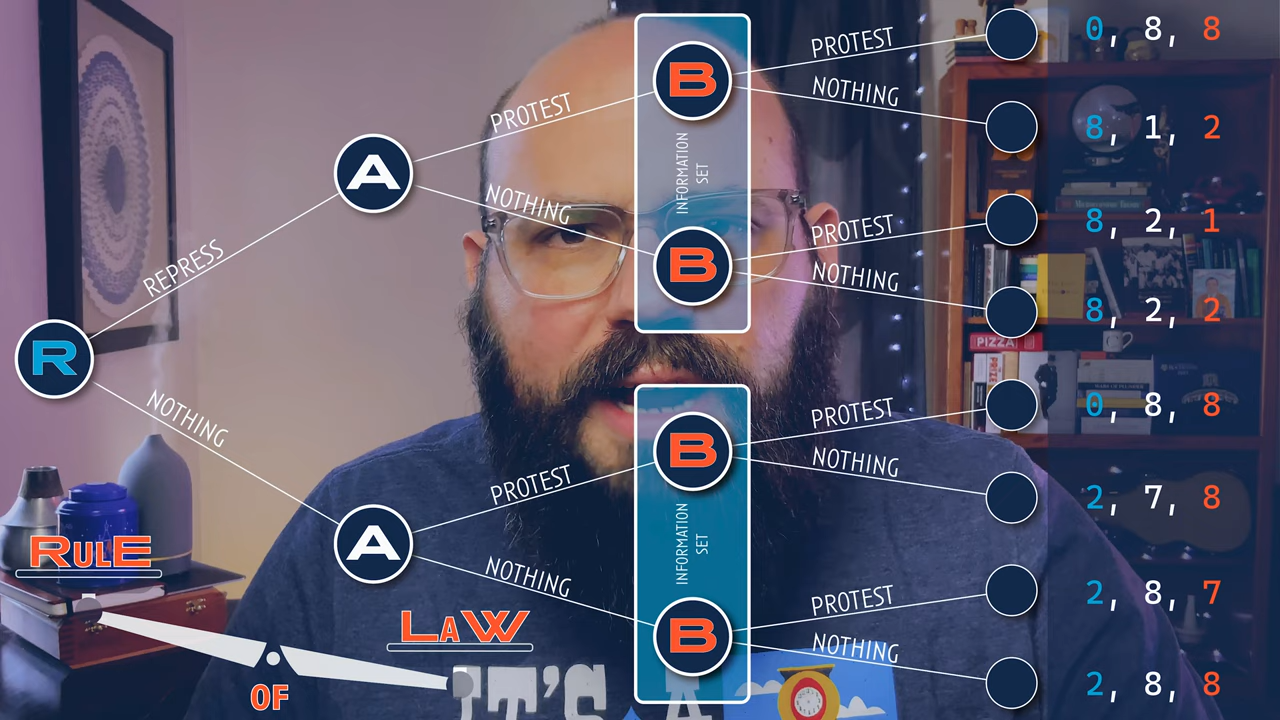 PROTEST
0, 8, 8
B
PROTEST
NOTHING
8, 1, 2
A
INFORMATION
SET
NOTHING
PROTEST
8, 2, 1
REPRESS
B
NOTHING
8, 2, 2
PIZZA
R
NOTHING
PROTEST
0, 8, 8
B
NOTHING
2, 7, 8
PROTEST
A
INFORMATION
SET
NOTHING
PROTEST
2, 8, 7
B
NOTHING
2, 8, 8
RULE
OF
LAW
IT'S A